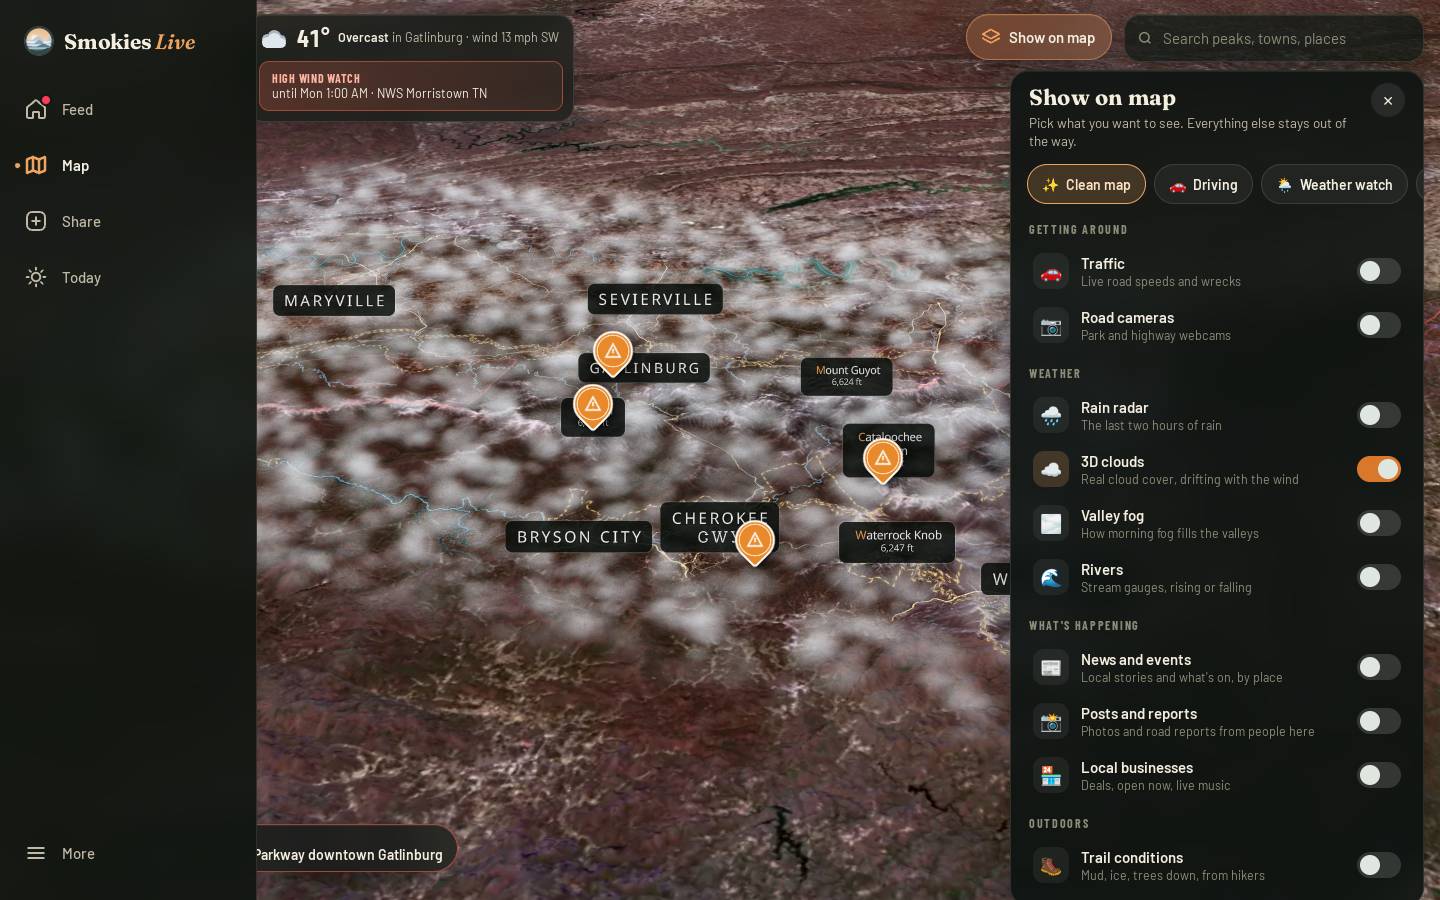 Smokies Live
Feed
Map
Share
Today
More
41° Overcast in Gatlinburg · wind 13 mph SW
HIGH WIND WATCH
until Mon 1:00 AM · NWS Morristown TN
MARYVILLE
SEVIERVILLE
Mount Guyot
6,624 ft
Cataloochee
BRYSON CITY
CHEROKEE
Waterrock Knob
6,247 ft
W
Parkway downtown Gatlinburg
Show on map
Search peaks, towns, places
Show on map
Pick what you want to see. Everything else stays out of
the way.
Clean map
Driving
Weather watch
GETTING AROUND
Traffic
Live road speeds and wrecks
Road cameras
Park and highway webcams
WEATHER
Rain radar
The last two hours of rain
3D clouds
Real cloud cover, drifting with the wind
Valley fog
How morning fog fills the valleys
Rivers
Stream gauges, rising or falling
WHAT'S HAPPENING
News and events
Local stories and what's on, by place
Posts and reports
Photos and road reports from people here
Local businesses
Deals, open now, live music
OUTDOORS
Trail conditions
Mud, ice, trees down, from hikers